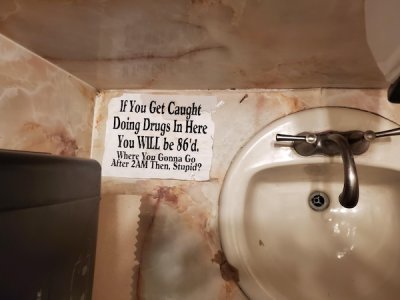 If You Get Caught
Doing Drugs In Here
You WILL be 86'd.
Where You Gonna Go
After 2AM Then, Stupid?